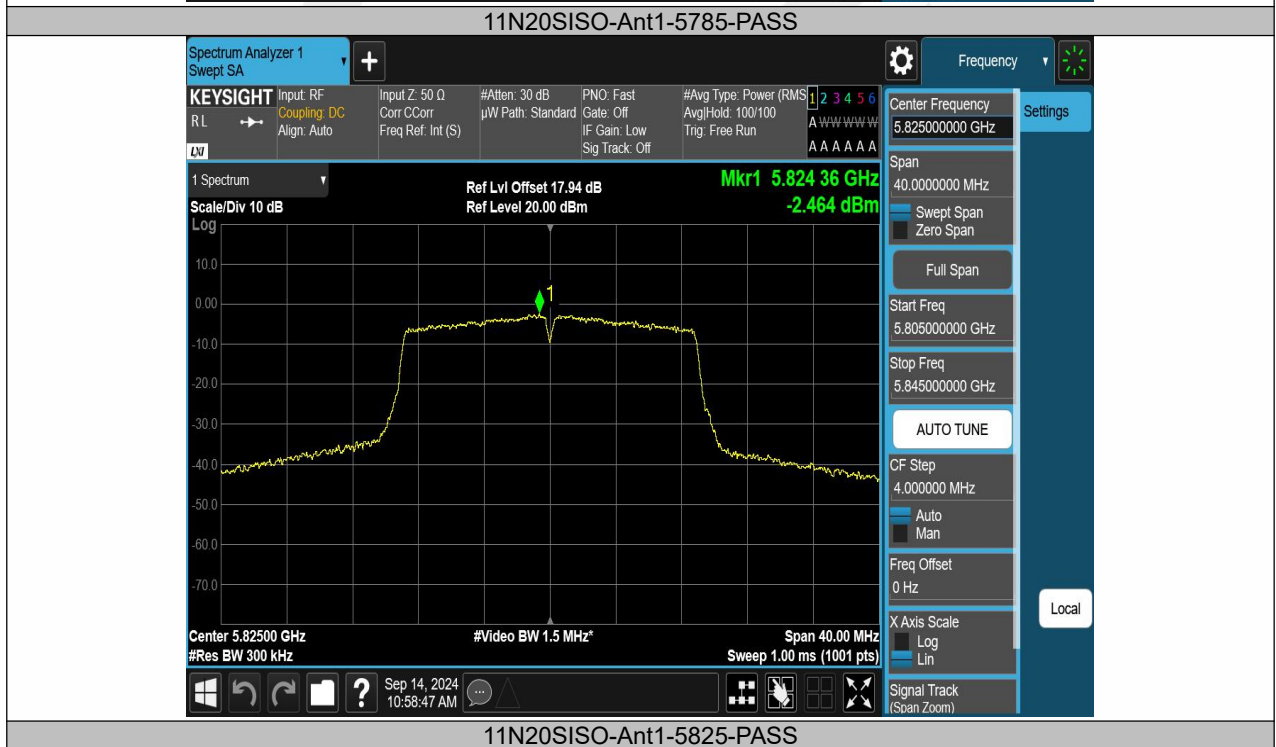 11N20SISO-Ant1-5785-PASS
Spectrum Analyzer 1
Swept SA
+
Frequency
KEYSIGHT
RL
LXI
Input: RF
Coupling: DC
Align: Auto
Input Z: 50 Ω
Corr CCorr
Freq Ref: Int (S)
#Atten: 30 dB
µW Path: Standard
PNO: Fast
Gate: Off
IF Gain: Low
Sig Track: Off
#Avg Type: Power (RMS
Avg|Hold: 100/100
Trig: Free Run
1 2 3 4 5 6
A W W W W W
A A A A A A
1 Spectrum
Scale/Div 10 dB
Log
Ref Lvl Offset 17.94 dB
Ref Level 20.00 dBm
Mkr1 5.824 36 GHz
-2.464 dBm
10.0
0.00
-10.0
-20.0
-30.0
-40.0
-50.0
-60.0
-70.0
1
Center 5.82500 GHz
#Res BW 300 kHz
#Video BW 1.5 MHz*
Span 40.00 MHz
Sweep 1.00 ms (1001 pts)
Center Frequency
5.825000000 GHz
Settings
Span
40.0000000 MHz
Swept Span
Zero Span
Full Span
Start Freq
5.805000000 GHz
Stop Freq
5.845000000 GHz
AUTO TUNE
CF Step
4.000000 MHz
Auto
Man
Freq Offset
0 Hz
Local
X Axis Scale
Log
Lin
Signal Track
(Span Zoom)
?
Sep 14, 2024
10:58:47 AM
11N20SISO-Ant1-5825-PASS